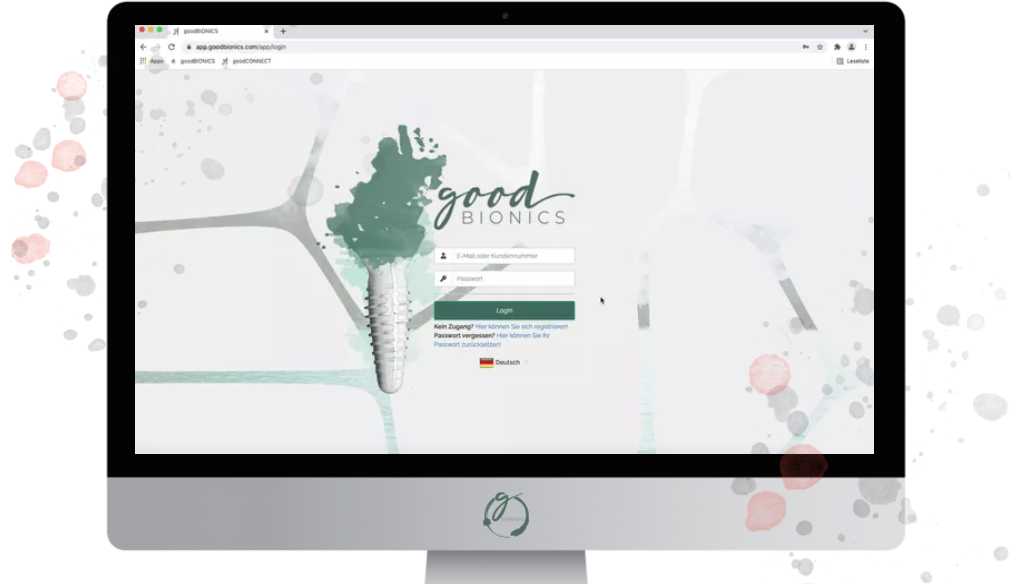 goodBIONICS
app.goodbionics.com/app/login
Apps goodBIONICS goodCONNECT Leseliste
good
BIONICS
E-Mail oder Kundennummer
Passwort
Login
Kein Zugang? Hier können Sie sich registrieren!
Passwort vergessen? Hier können Sie Ihr
Passwort zurücksetzen!
Deutsch
g
SERVICES